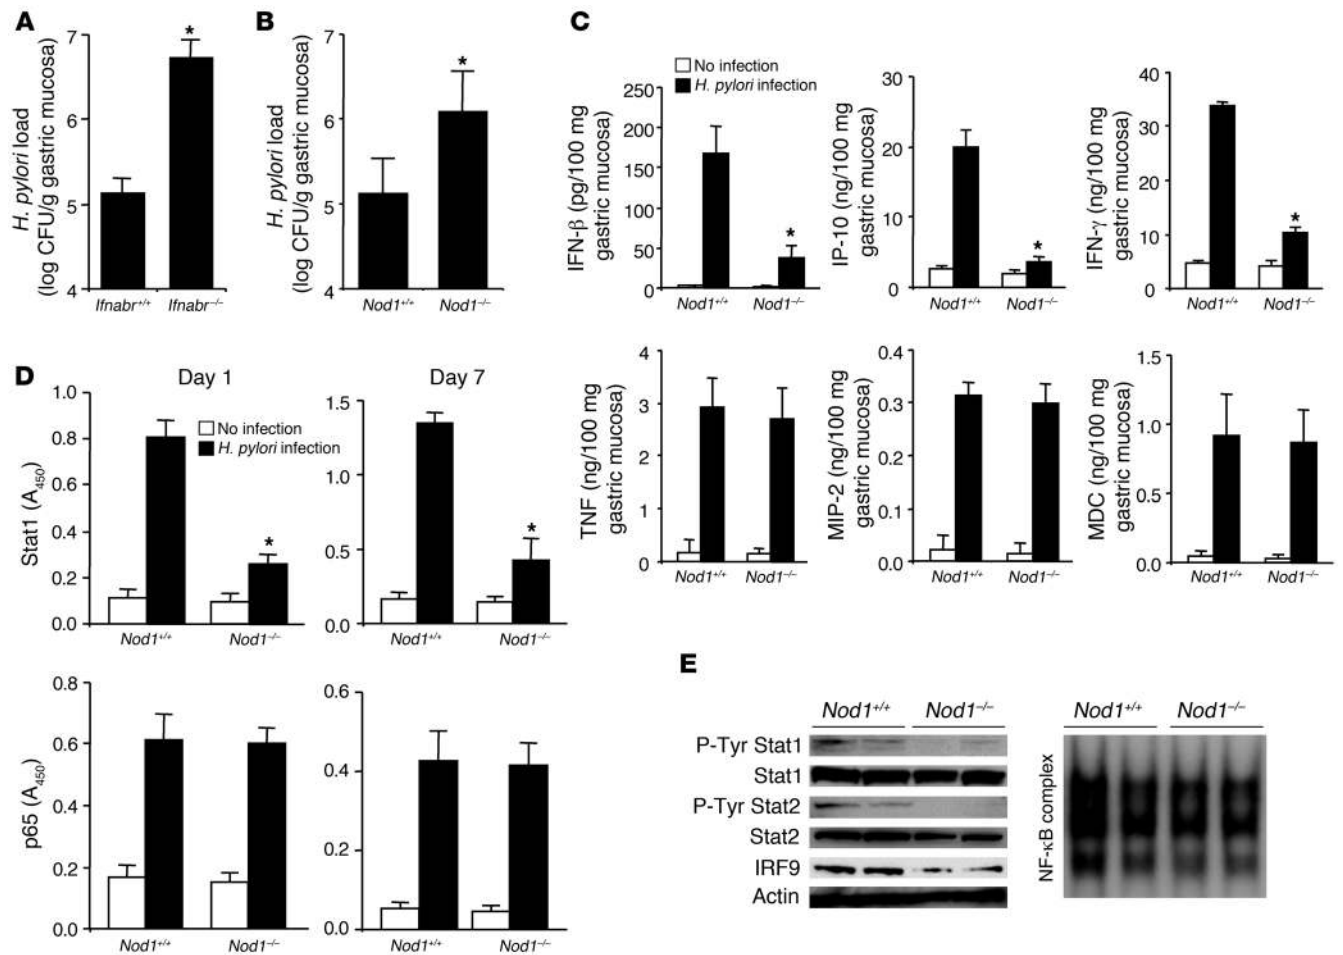 A
H. pylori load
(log CFU/g gastric mucosa)
7
6
5
4
*
Ifnabr+/+
Ifnabr−/−
B
H. pylori load
(log CFU/g gastric mucosa)
7
6
5
4
*
Nod1+/+
Nod1−/−
C
No infection
H. pylori infection
IFN-β (pg/100 mg
gastric mucosa)
250
200
150
100
50
0
*
Nod1+/+
Nod1−/−
IP-10 (ng/100 mg
gastric mucosa)
30
20
10
0
*
Nod1+/+
Nod1−/−
IFN-γ (ng/100 mg
gastric mucosa)
40
30
20
10
0
*
Nod1+/+
Nod1−/−
TNF (ng/100 mg
gastric mucosa)
4
3
2
1
0
Nod1+/+
Nod1−/−
MIP-2 (ng/100 mg
gastric mucosa)
0.4
0.3
0.2
0.1
0.0
Nod1+/+
Nod1−/−
MDC (ng/100 mg
gastric mucosa)
1.5
1.0
0.5
0.0
Nod1+/+
Nod1−/−
D
Day 1
Day 7
No infection
H. pylori infection
Stat1 (A450)
1.0
0.8
0.6
0.4
0.2
0.0
*
Nod1+/+
Nod1−/−
1.5
1.0
0.5
0.0
*
Nod1+/+
Nod1−/−
p65 (A450)
0.8
0.6
0.4
0.2
0.0
Nod1+/+
Nod1−/−
0.6
0.4
0.2
0.0
Nod1+/+
Nod1−/−
E
Nod1+/+
Nod1−/−
P-Tyr Stat1
Stat1
P-Tyr Stat2
Stat2
IRF9
Actin
Nod1+/+
Nod1−/−
NF-κB complex